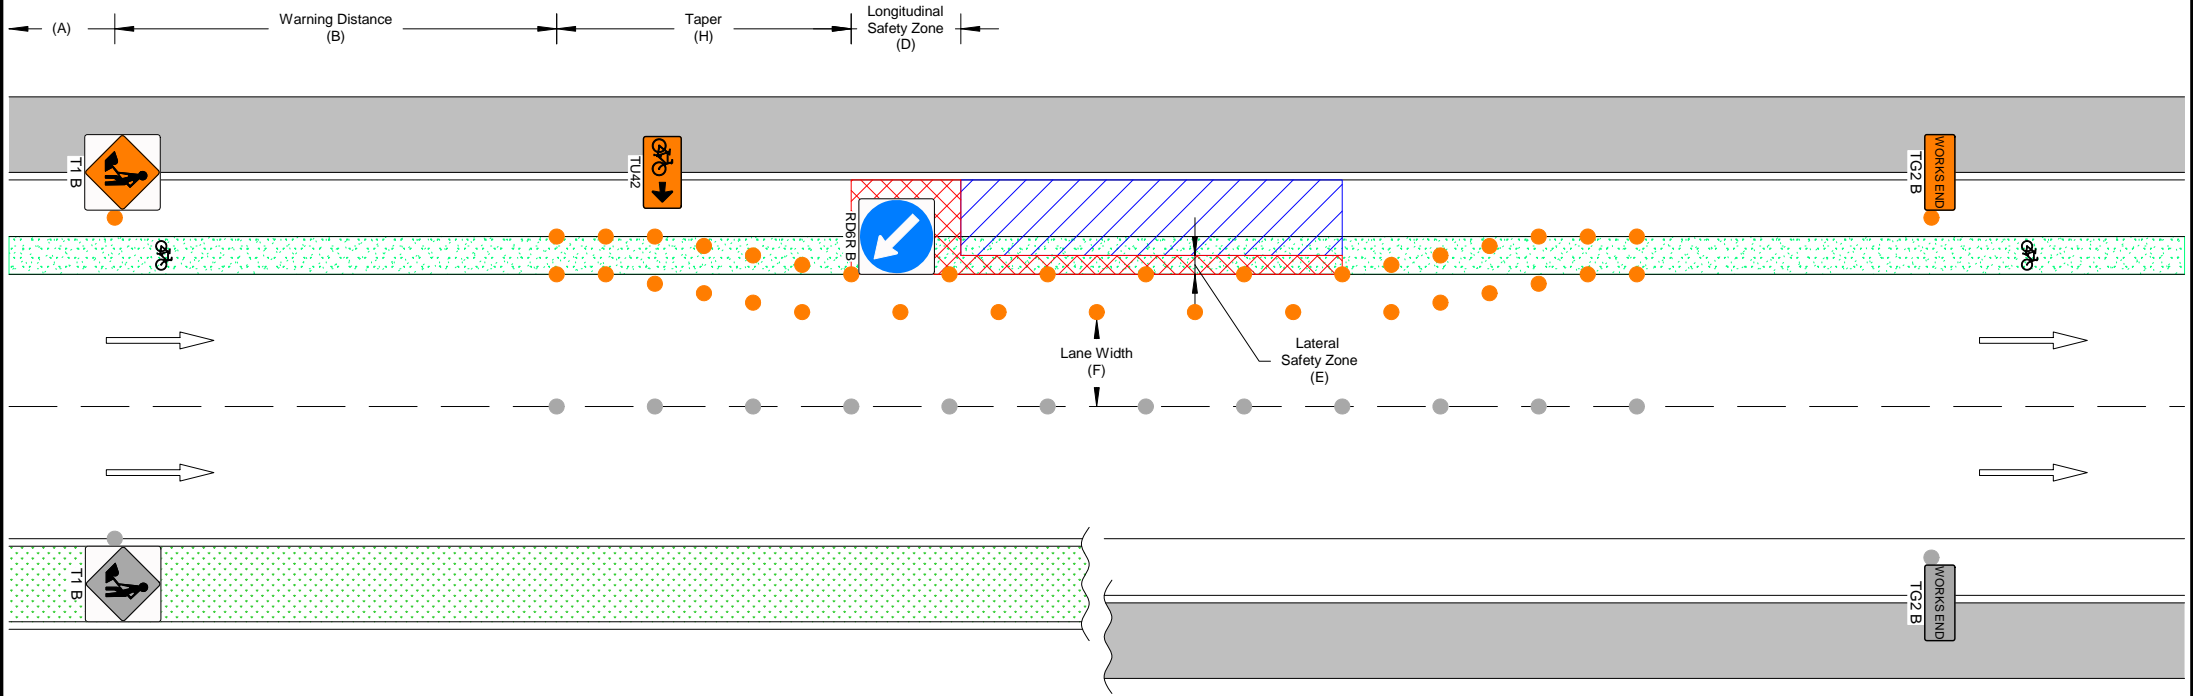 (A)
Warning Distance
(B)
Taper
(H)
Longitudinal
Safety Zone
(D)
T1 B
TU42
RD6R B
WORKS END
TG2 B
Lane Width
(F)
Lateral
Safety Zone
(E)
T1 B
WORKS END
TG2 B